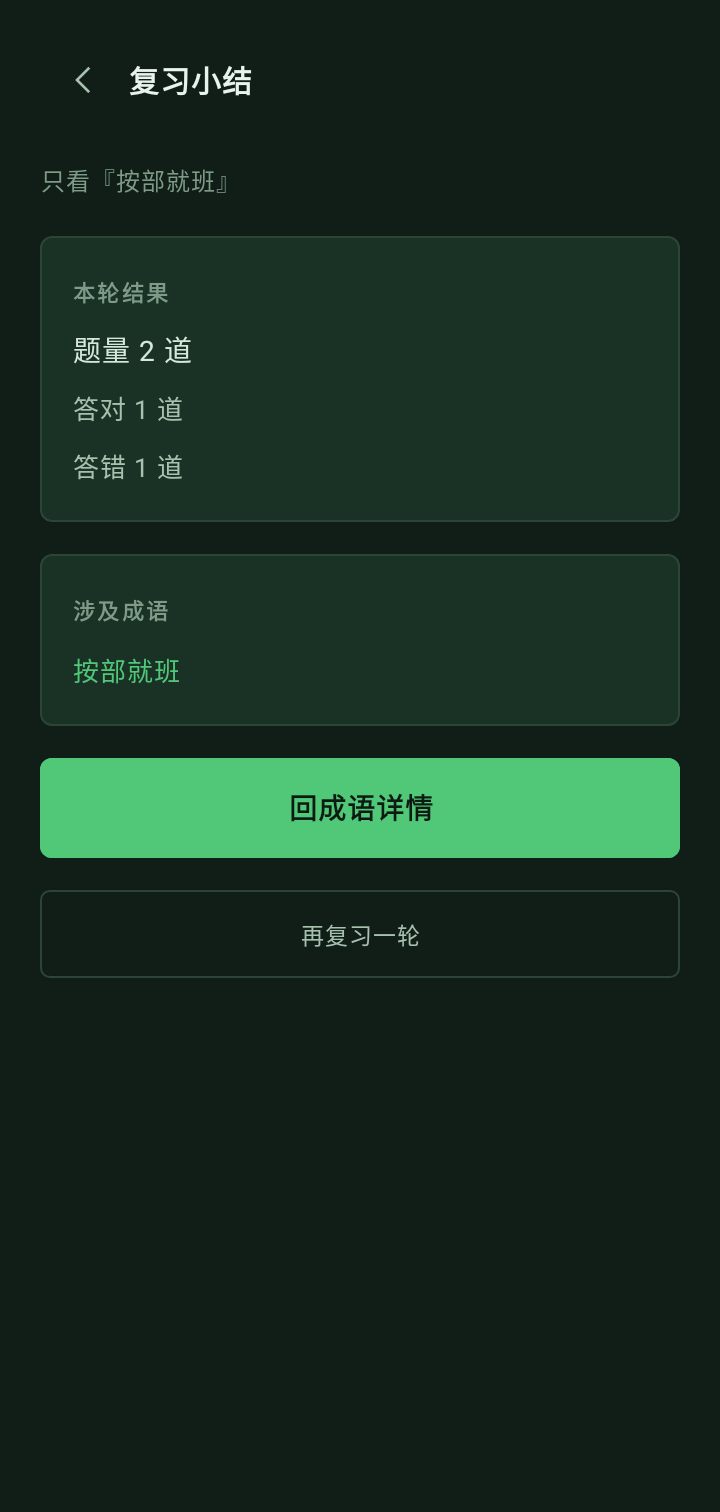 复习小结
只看『按部就班』
本轮结果
题量 2 道
答对 1 道
答错 1 道
涉及成语
按部就班
回成语详情
再复习一轮